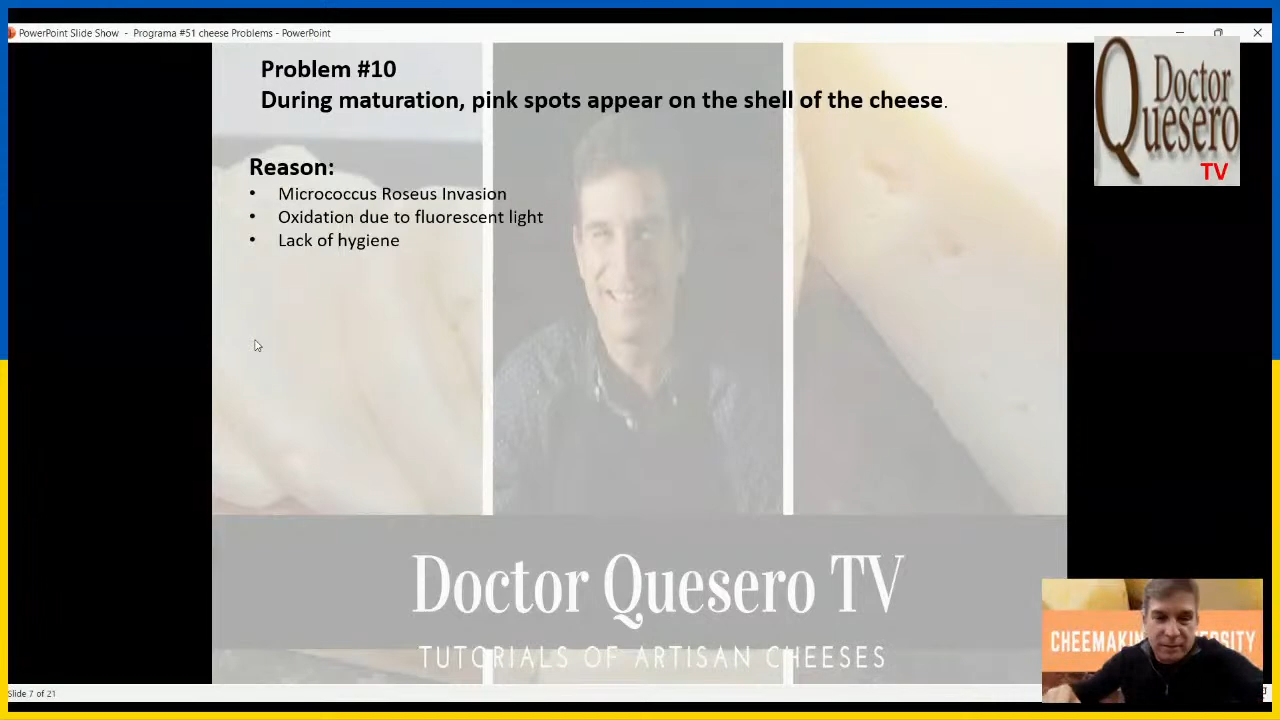 PowerPoint Slide Show - Programa #51 cheese Problems - PowerPoint
Problem #10
During maturation, pink spots appear on the shell of the cheese.
Reason:
• Micrococcus Roseus Invasion
• Oxidation due to fluorescent light
• Lack of hygiene
Doctor
Quesero
TV
Doctor Quesero TV
TUTORIALS OF ARTISAN CHEESES
CHEEMAKIN
Slide 7 of 21